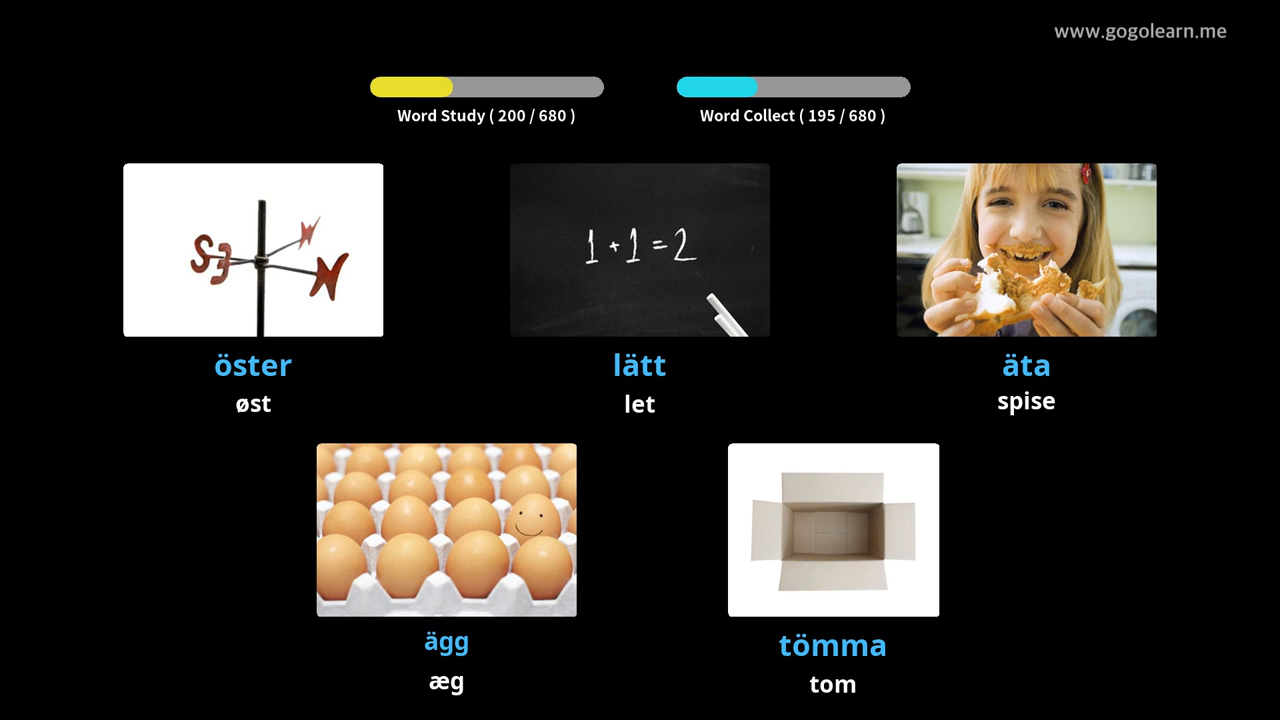 www.gogolearn.me
Word Study ( 200 / 680 )
Word Collect ( 195 / 680 )
S E N W
1 + 1 = 2
öster
lätt
äta
øst
let
spise
ägg
tömma
æg
tom